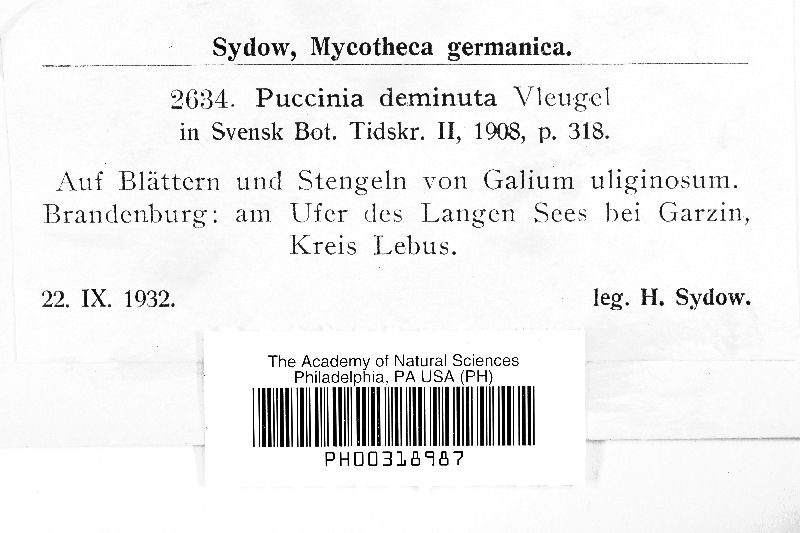 Sydow, Mycotheca germanica.
2634. Puccinia deminuta Vleugel
in Svensk Bot. Tidskr. II, 1908, p. 318.
Auf Blättern und Stengeln von Galium uliginosum.
Brandenburg: am Ufer des Langen Sees bei Garzin,
Kreis Lebus.
22. IX. 1932. leg. H. Sydow.
The Academy of Natural Sciences
Philadelphia, PA USA (PH)
PH00318987